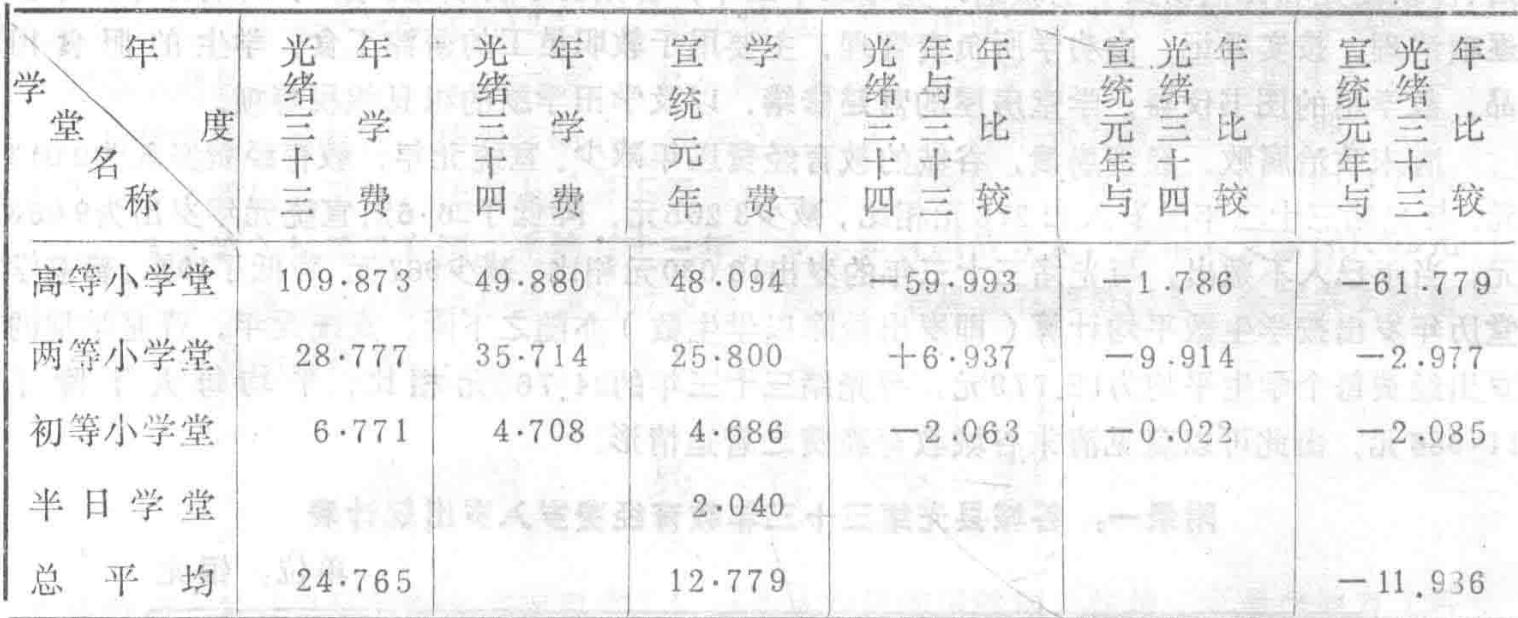 学堂名称 年度 光绪三十三年学费 光绪三十四年学费 宣统元年学费 光绪三十四年与三十三年比较 宣统元年与光绪三十四年比较 宣统元年与光绪三十三年比较
高等小学堂 109·873 49·880 48·094 -59·993 -1·786 -61·779
两等小学堂 28·777 35·714 25·800 +6·937 -9·914 -2·977
初等小学堂 6·771 4·708 4·686 -2·063 -0·022 -2·085
半日学堂 2·040
总平均 24·765 12·779 -11.936